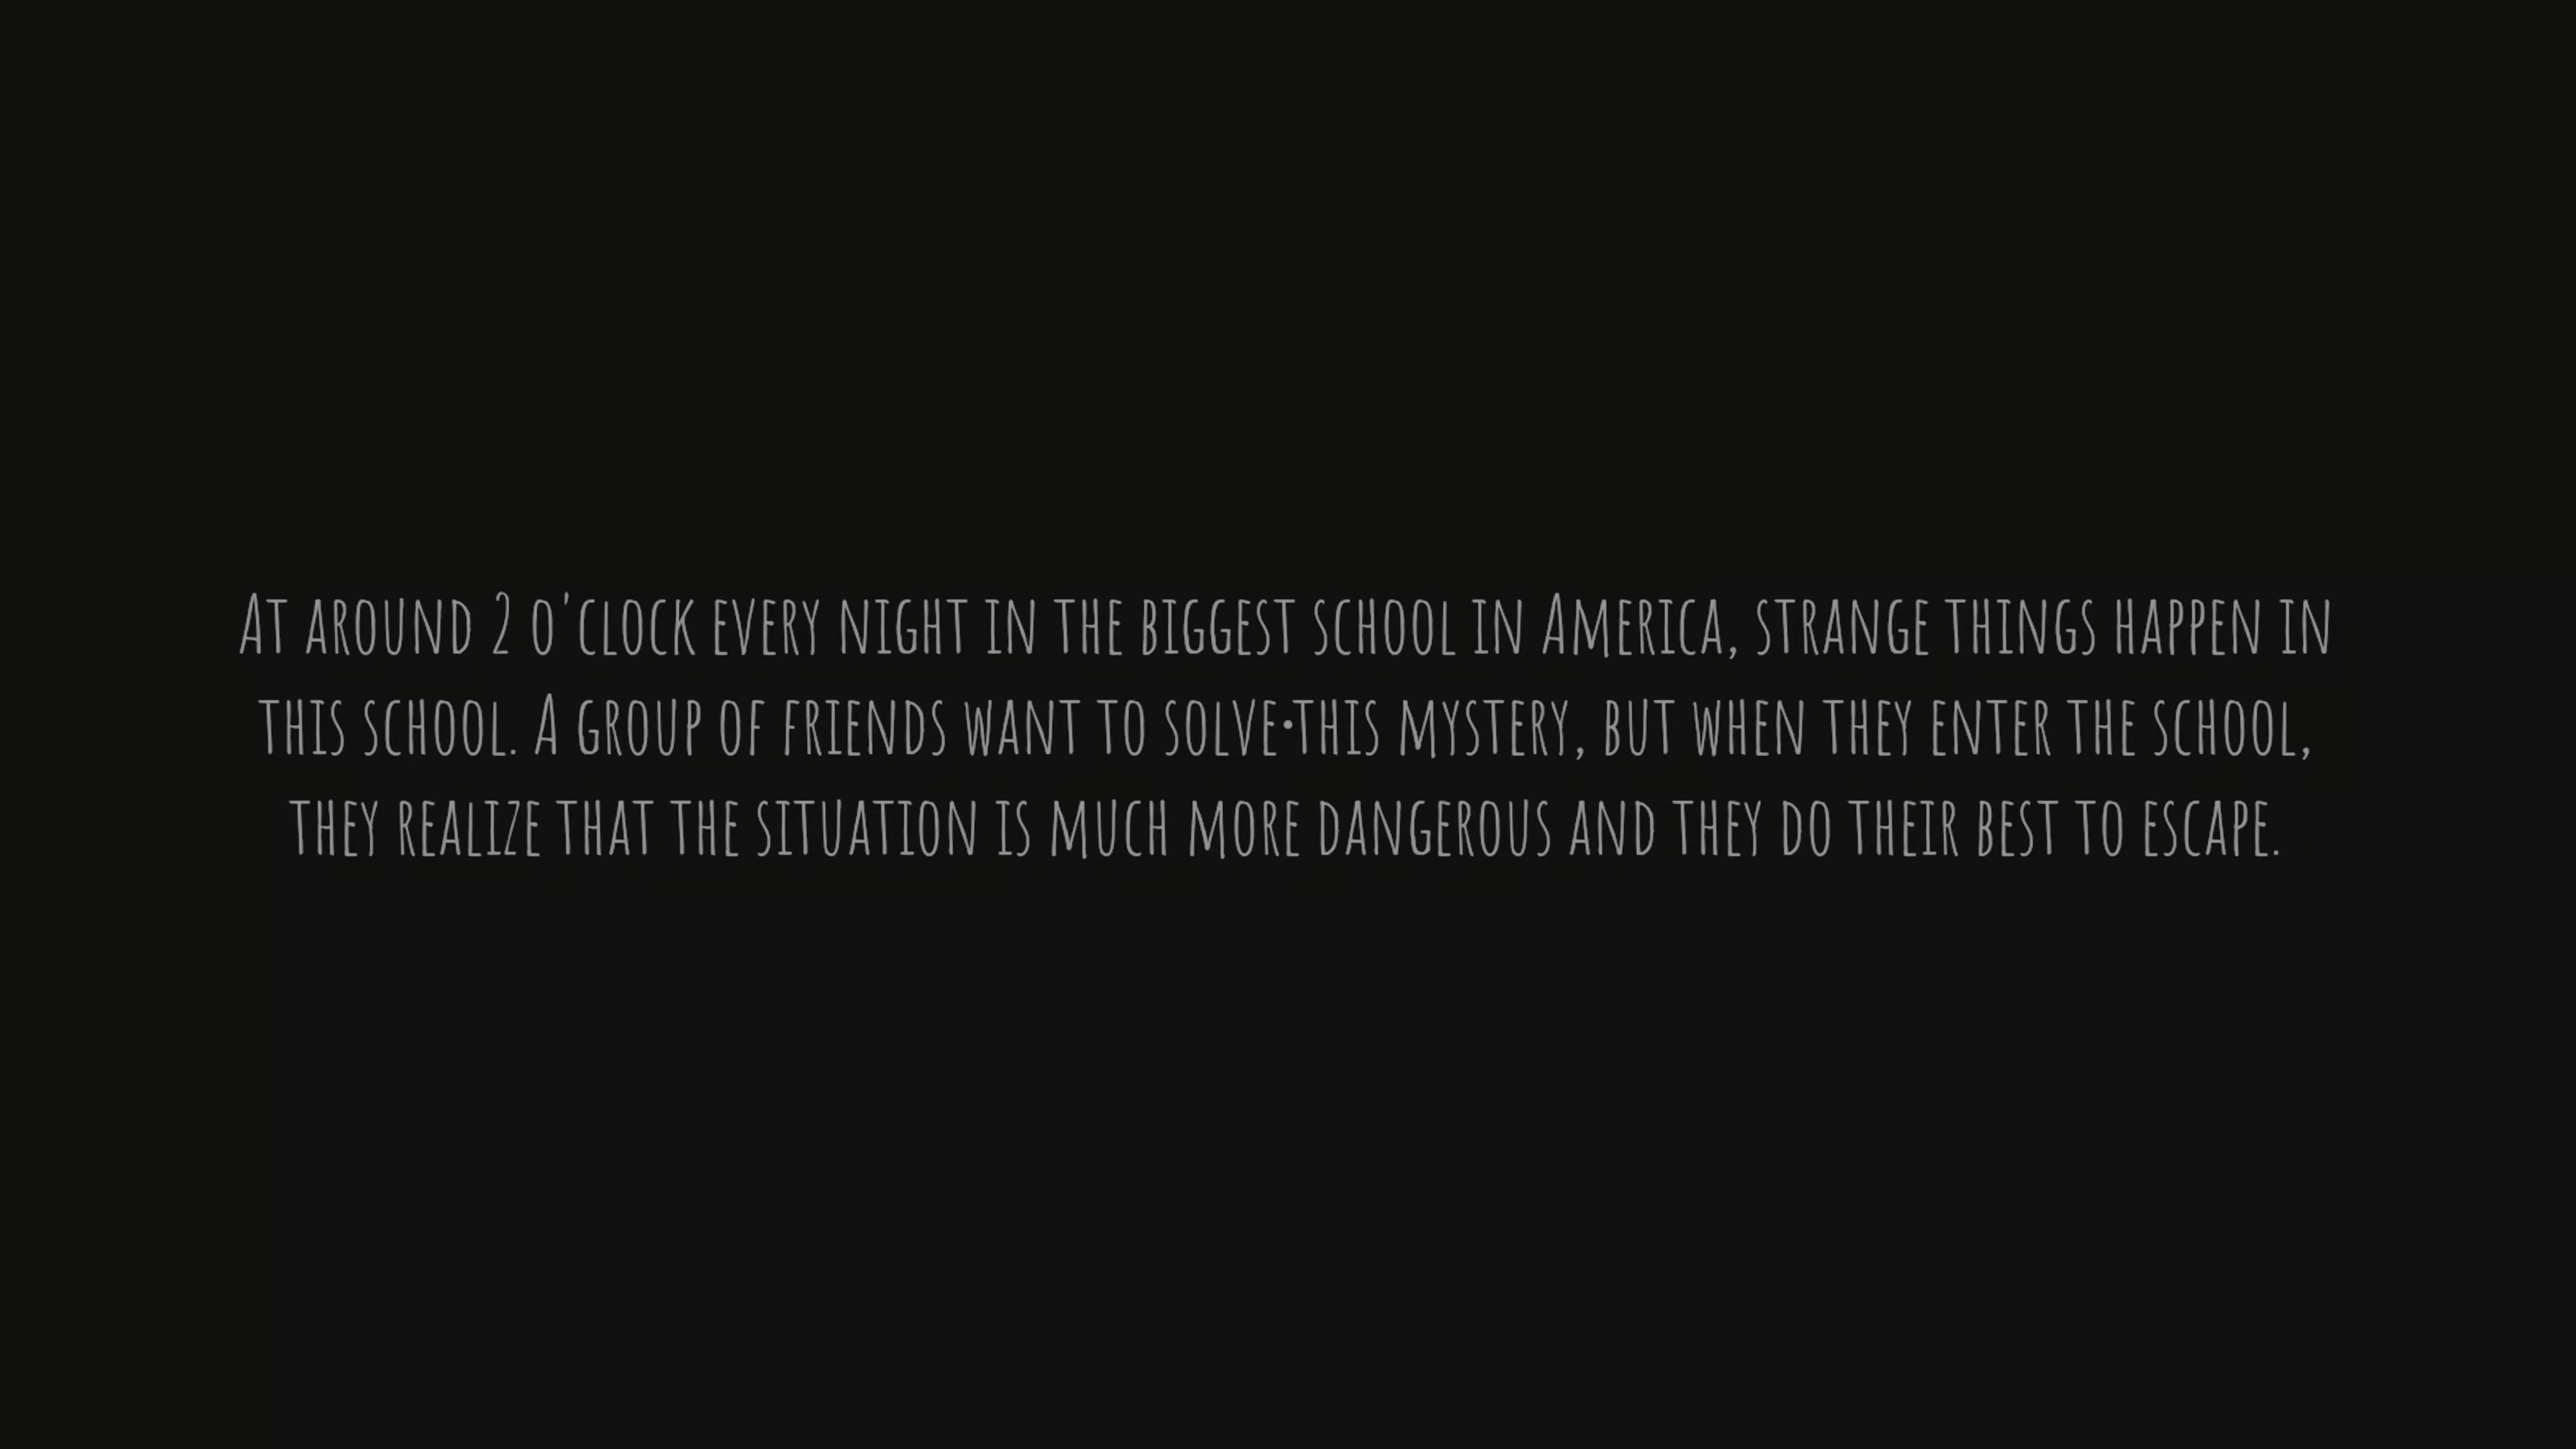 At around 2 o'clock every night in the biggest school in America, strange things happen in
this school. A group of friends want to solve•this mystery, but when they enter the school,
they realize that the situation is much more dangerous and they do their best to escape.